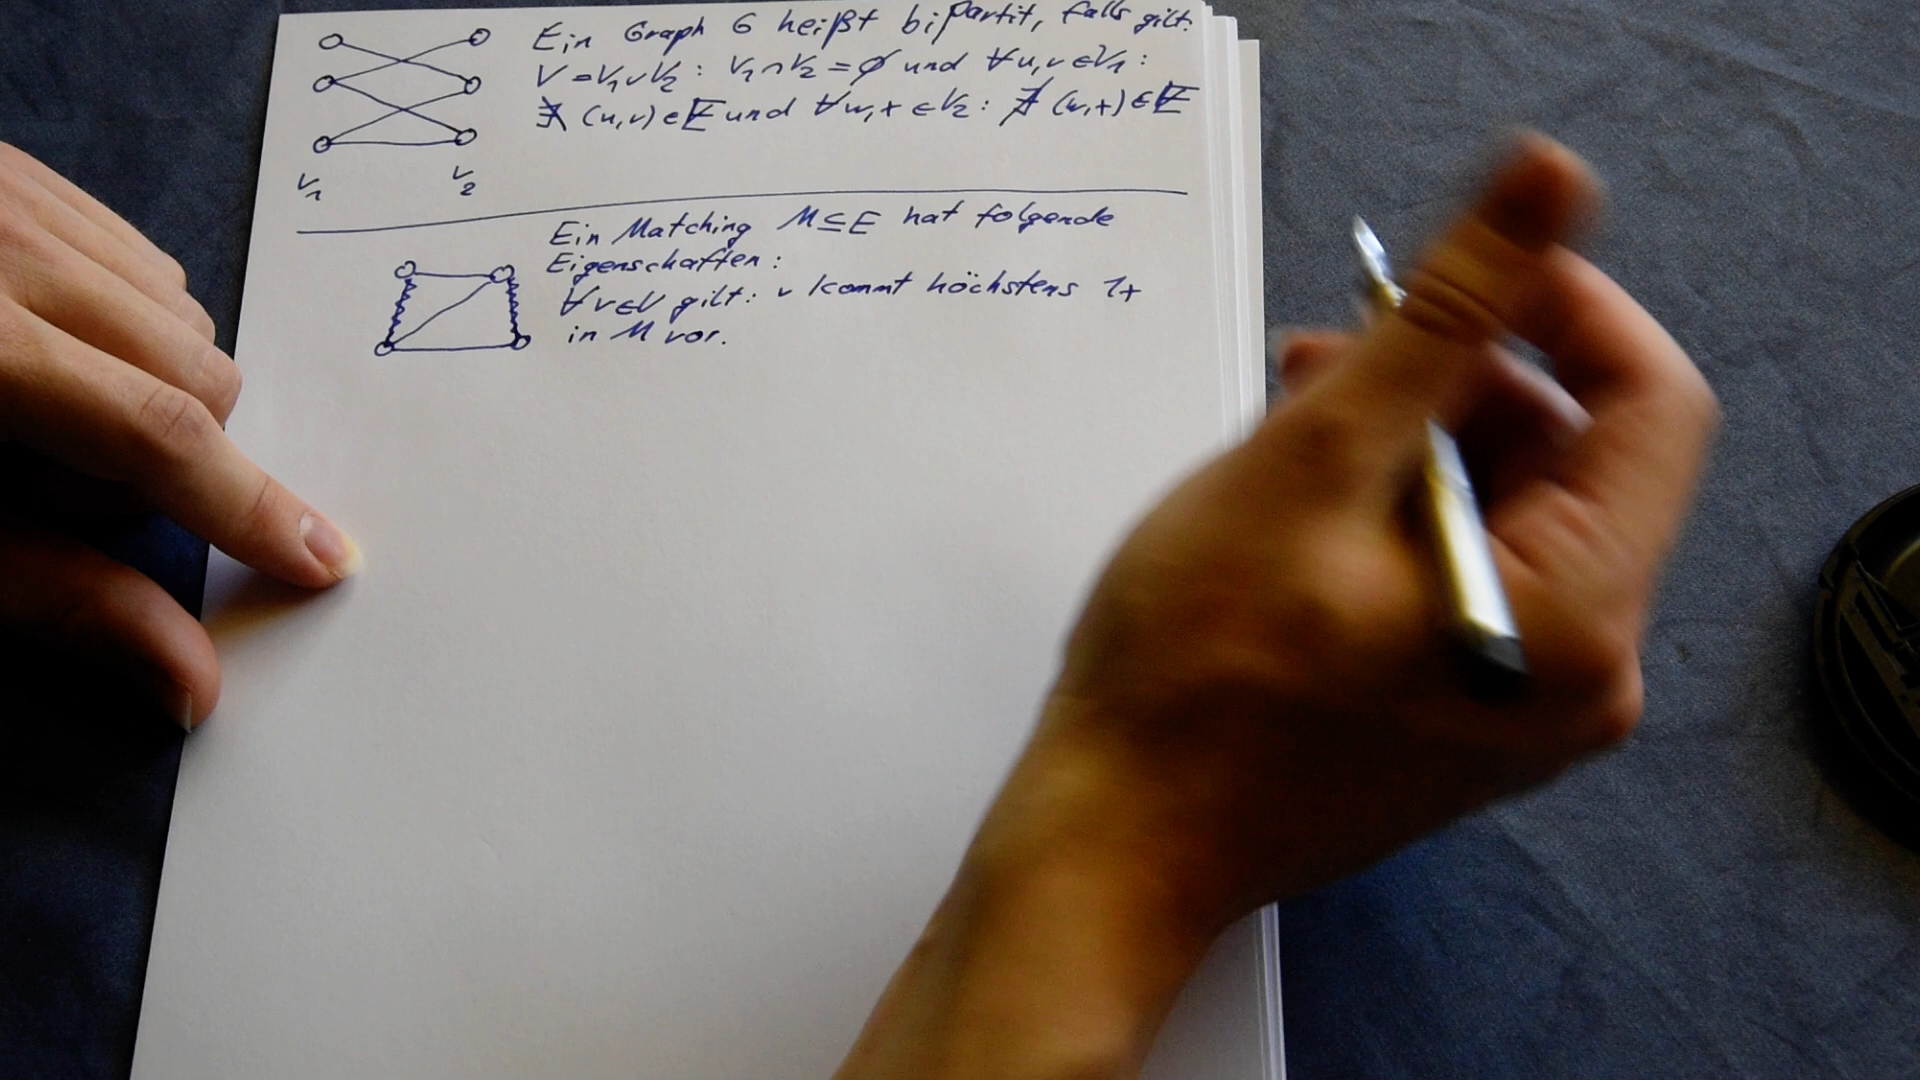 Ein Graph G heißt bipartit, falls gilt:
V = V₁ ∪ V₂ : V₁ ∩ V₂ = ∅ und ∀u,v ∈ V₁ :
∄ (u,v) ∈ E und ∀w,t ∈ V₂ : ∄ (w,t) ∈ E
V₁ V₂
Ein Matching M ⊆ E hat folgende
Eigenschaften :
∀v∈V gilt: v kommt höchstens 1x
in M vor.